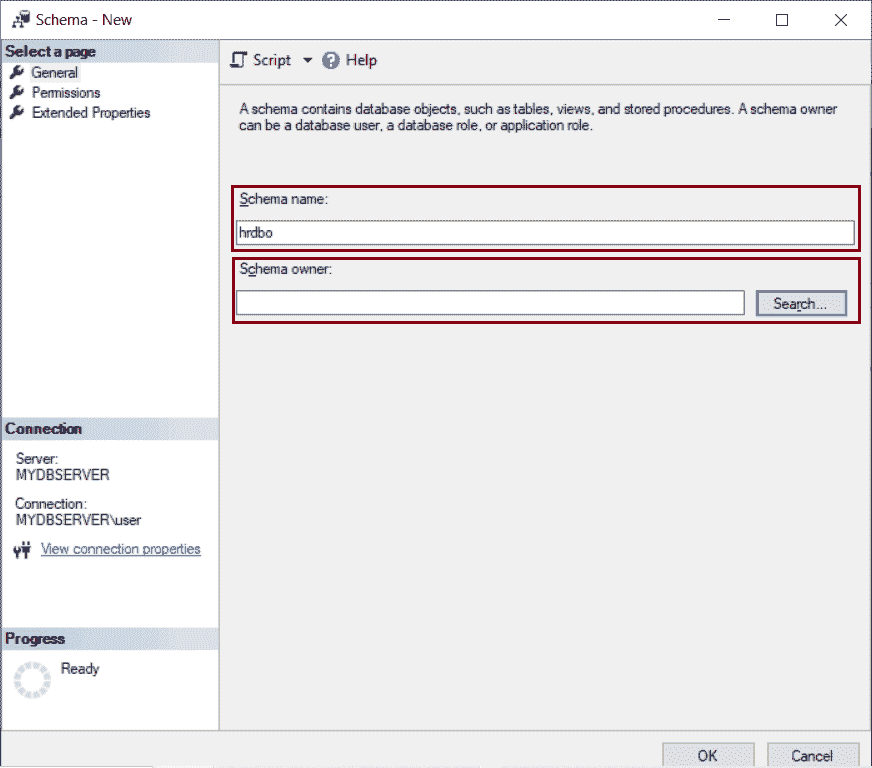 Schema - New
Select a page
General
Permissions
Extended Properties
Script
Help
A schema contains database objects, such as tables, views, and stored procedures. A schema owner
can be a database user, a database role, or application role.
Schema name:
hrdbo
Schema owner:
Search...
Connection
Server:
MYDBSERVER
Connection:
MYDBSERVER\user
View connection properties
Progress
Ready
OK
Cancel